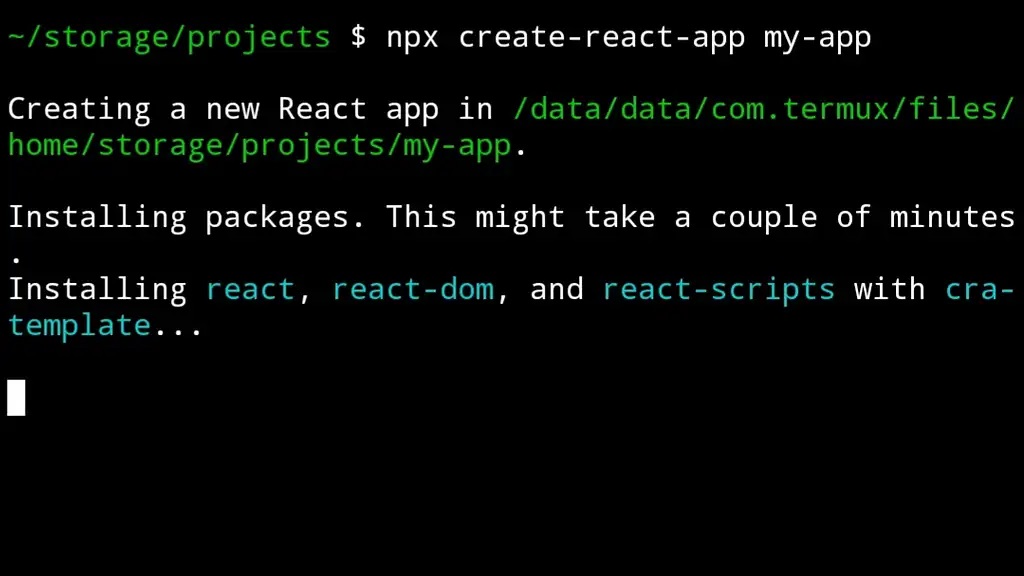 ~/storage/projects $ npx create-react-app my-app
Creating a new React app in /data/data/com.termux/files/
home/storage/projects/my-app.
Installing packages. This might take a couple of minutes
.
Installing react, react-dom, and react-scripts with cra-
template...